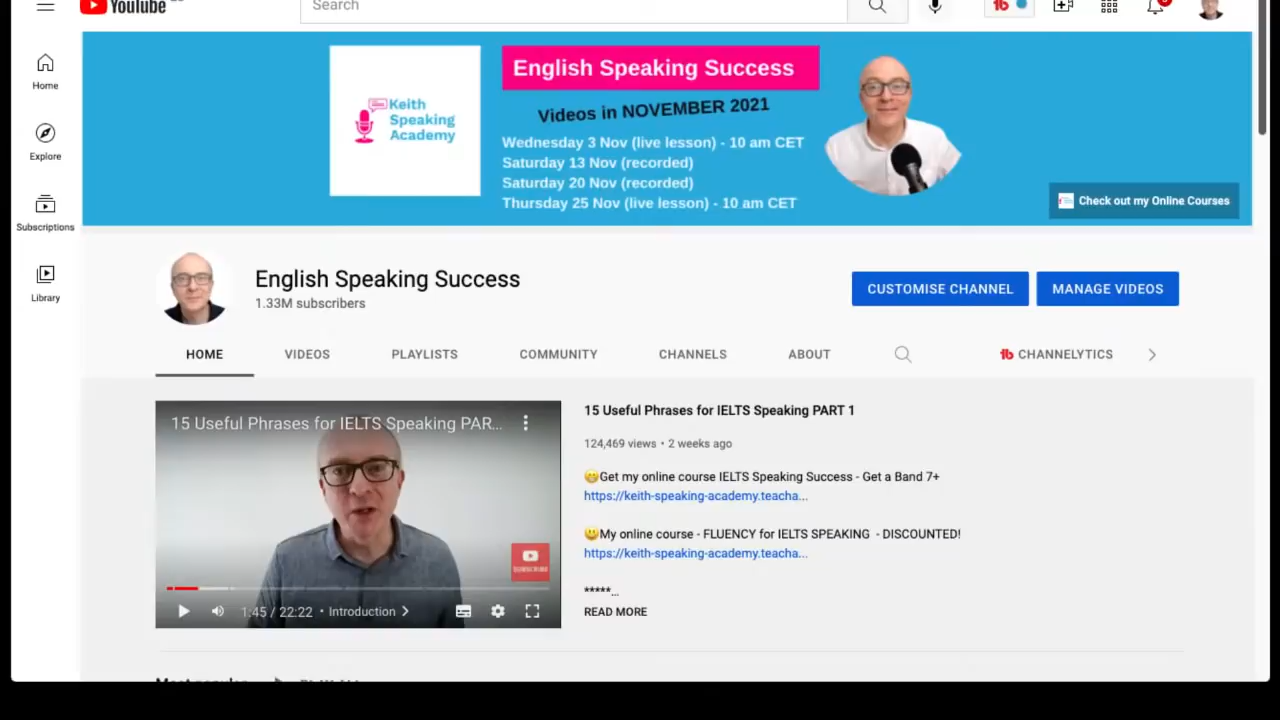 YouTube
Search
Home
Explore
Subscriptions
Library
Keith
Speaking
Academy
English Speaking Success
Videos in NOVEMBER 2021
Wednesday 3 Nov (live lesson) - 10 am CET
Saturday 13 Nov (recorded)
Saturday 20 Nov (recorded)
Thursday 25 Nov (live lesson) - 10 am CET
Check out my Online Courses
English Speaking Success
1.33M subscribers
CUSTOMISE CHANNEL
MANAGE VIDEOS
HOME VIDEOS PLAYLISTS COMMUNITY CHANNELS ABOUT CHANNELYTICS
15 Useful Phrases for IELTS Speaking PAR...
SUBSCRIBE
1:45 / 22:22 • Introduction
15 Useful Phrases for IELTS Speaking PART 1
124,469 views • 2 weeks ago
😁Get my online course IELTS Speaking Success - Get a Band 7+
https://keith-speaking-academy.teacha...
😃My online course - FLUENCY for IELTS SPEAKING - DISCOUNTED!
https://keith-speaking-academy.teacha...
*****...
READ MORE